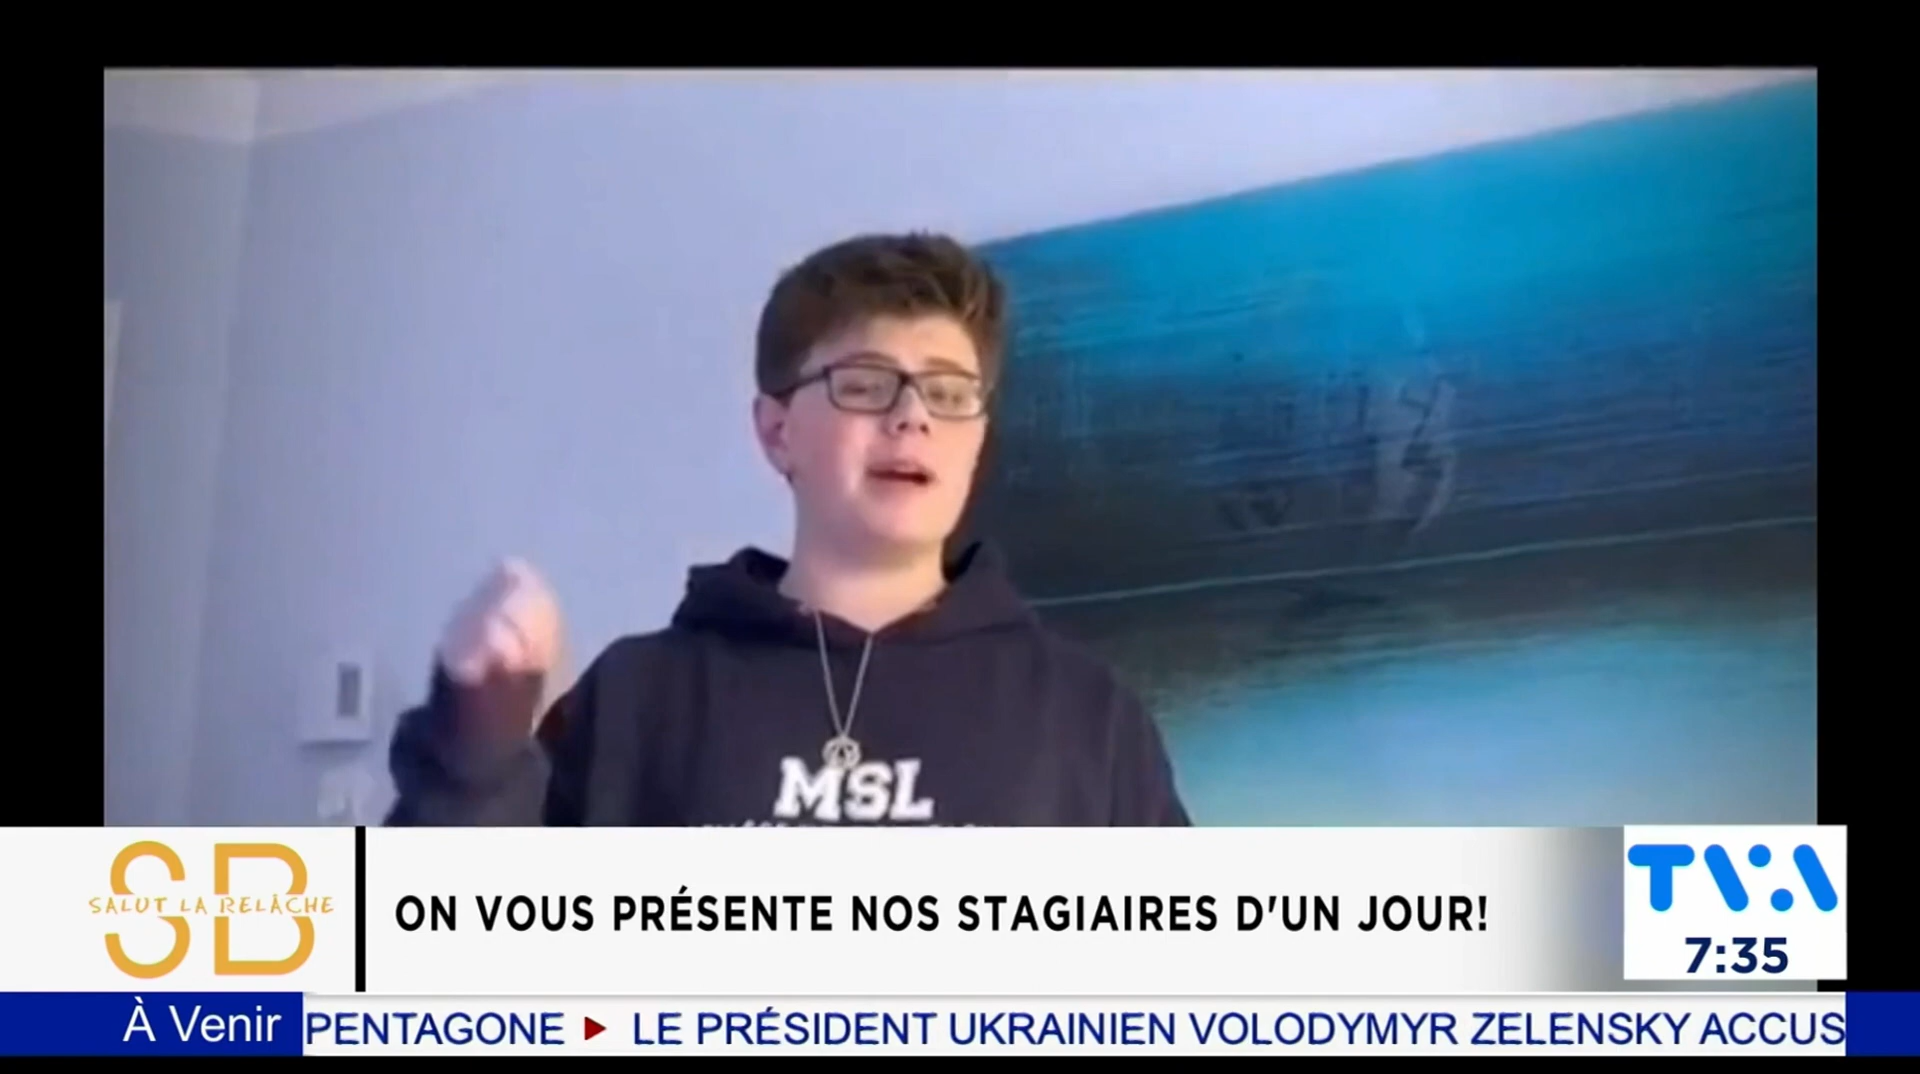 MSL
SB
SALUT LA RELÂCHE
ON VOUS PRÉSENTE NOS STAGIAIRES D'UN JOUR!
TVA
7:35
À Venir
PENTAGONE ▶ LE PRÉSIDENT UKRAINIEN VOLODYMYR ZELENSKY ACCUS